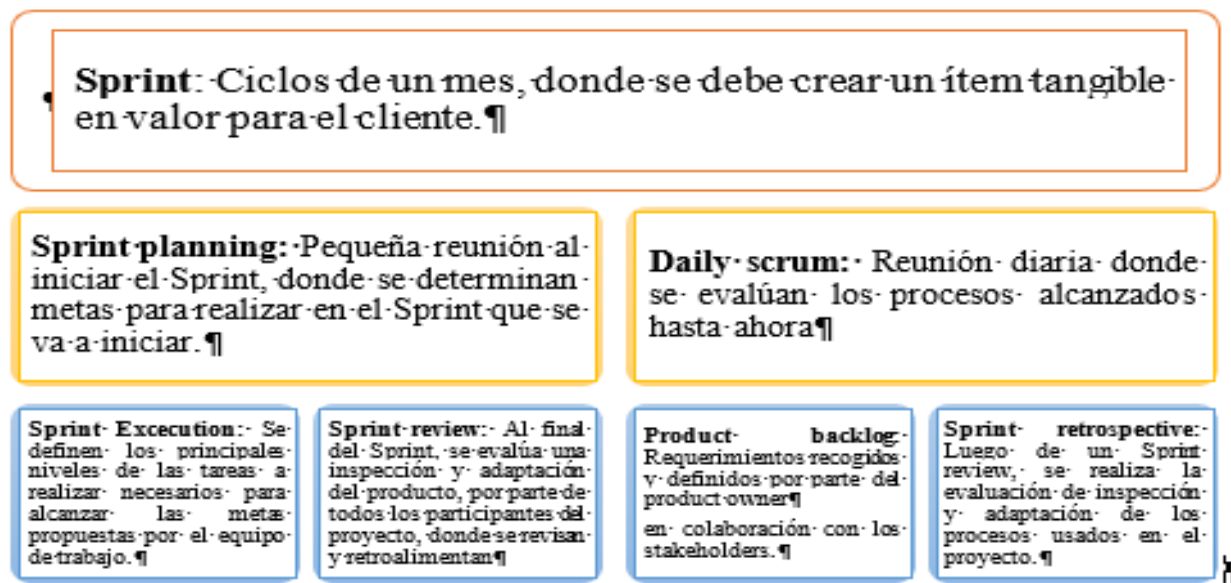 Sprint: Ciclos de un mes, donde se debe crear un ítem tangible
en valor para el cliente.¶
Sprint planning: Pequeña reunión al
iniciar el Sprint, donde se determinan
metas para realizar en el Sprint que se
va a iniciar.¶
Daily scrum: Reunión diaria donde
se evalúan los procesos alcanzados
hasta ahora¶
Sprint Excecution: Se
definen los principales
niveles de las tareas a
realizar necesarios para
alcanzar las metas
propuestas por el equipo
de trabajo.¶
Sprint review: Al final
del Sprint, se evalúa una
inspección y adaptación
del producto, por parte de
todos los participantes del
proyecto, donde se revisan
y retroalimentan¶
Product backlog:
Requerimientos recogidos
y definidos por parte del
product owner¶
en colaboración con los
stakeholders.¶
Sprint retrospective:
Luego de un Sprint
review, se realiza la
evaluación de inspección
y adaptación de los
procesos usados en el
proyecto.¶